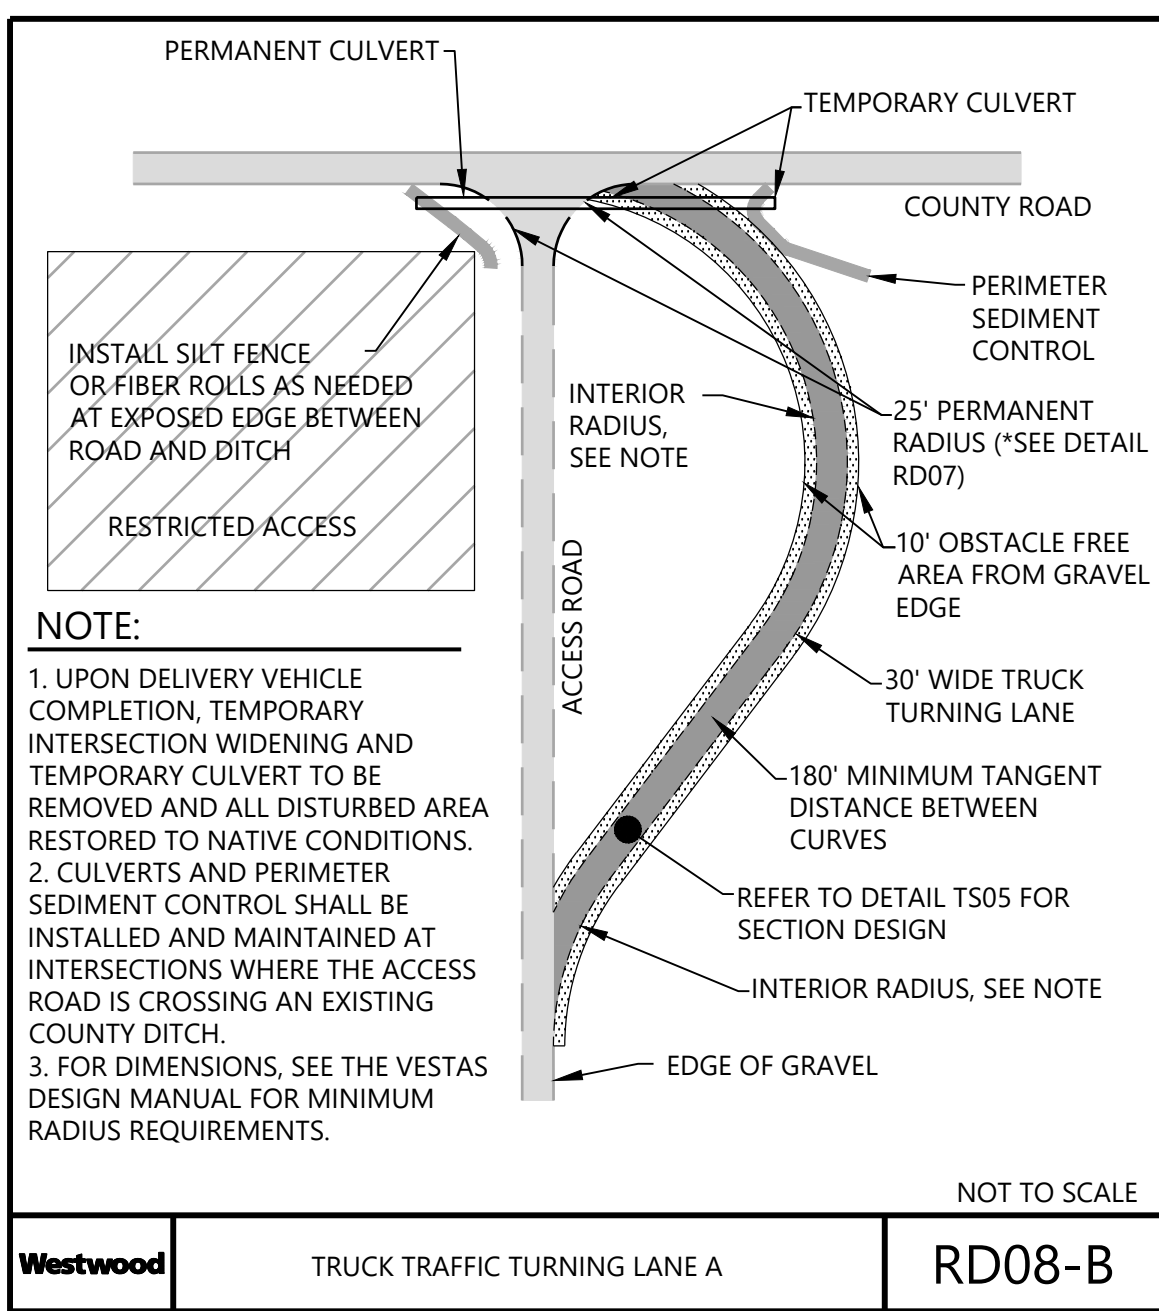 PERMANENT CULVERT
TEMPORARY CULVERT
COUNTY ROAD
PERIMETER
SEDIMENT
CONTROL
INSTALL SILT FENCE
OR FIBER ROLLS AS NEEDED
AT EXPOSED EDGE BETWEEN
ROAD AND DITCH
RESTRICTED ACCESS
INTERIOR
RADIUS,
SEE NOTE
25' PERMANENT
RADIUS (*SEE DETAIL
RD07)
10' OBSTACLE FREE
AREA FROM GRAVEL
EDGE
ACCESS ROAD
30' WIDE TRUCK
TURNING LANE
180' MINIMUM TANGENT
DISTANCE BETWEEN
CURVES
REFER TO DETAIL TS05 FOR
SECTION DESIGN
INTERIOR RADIUS, SEE NOTE
EDGE OF GRAVEL
NOTE:
1. UPON DELIVERY VEHICLE
COMPLETION, TEMPORARY
INTERSECTION WIDENING AND
TEMPORARY CULVERT TO BE
REMOVED AND ALL DISTURBED AREA
RESTORED TO NATIVE CONDITIONS.
2. CULVERTS AND PERIMETER
SEDIMENT CONTROL SHALL BE
INSTALLED AND MAINTAINED AT
INTERSECTIONS WHERE THE ACCESS
ROAD IS CROSSING AN EXISTING
COUNTY DITCH.
3. FOR DIMENSIONS, SEE THE VESTAS
DESIGN MANUAL FOR MINIMUM
RADIUS REQUIREMENTS.
NOT TO SCALE
Westwood
TRUCK TRAFFIC TURNING LANE A
RD08-B